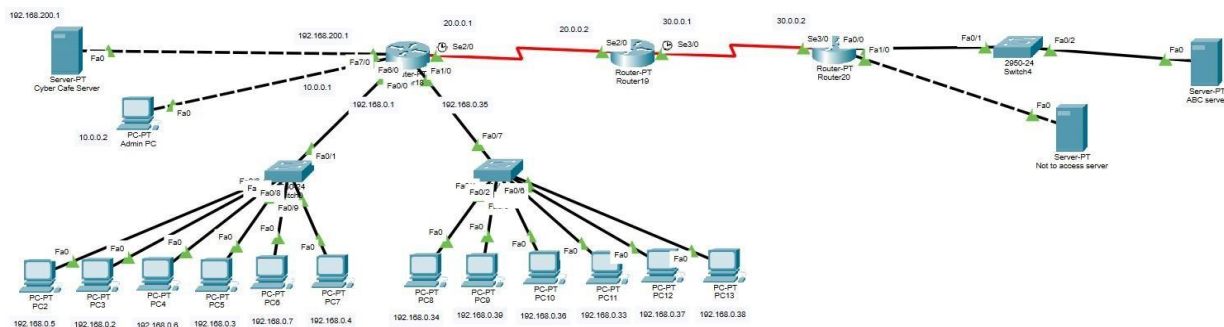 192.168.200.1
Fa0
Server-PT
Cyber Cafe Server
192.168.200.1
Fa7/0
Fa6/0
Fa0/0
Fa1/0
Se2/0
20.0.0.1
10.0.0.1
10.0.0.2
Fa0
PC-PT
Admin PC
192.168.0.1
192.168.0.35
20.0.0.2
Se2/0
Se3/0
30.0.0.1
Router-PT
Router19
30.0.0.2
Se3/0
Fa0/0
Fa1/0
Router-PT
Router20
Fa0/1
Fa0/2
2950-24
Switch4
Fa0
Server-PT
ABC server
Fa0
Server-PT
Not to access server
Fa0/1
Fa0/8
Fa0/9
Fa0/7
Fa0/2
Fa0/6
Fa0
Fa0
Fa0
Fa0
Fa0
Fa0
Fa0
Fa0
Fa0
Fa0
Fa0
Fa0
PC-PT
PC2
PC-PT
PC3
PC-PT
PC4
PC-PT
PC5
PC-PT
PC6
PC-PT
PC7
PC-PT
PC8
PC-PT
PC9
PC-PT
PC10
PC-PT
PC11
PC-PT
PC12
PC-PT
PC13
192.168.0.5
192.168.0.2
192.168.0.6
192.168.0.3
192.168.0.7
192.168.0.4
192.168.0.34
192.168.0.39
192.168.0.36
192.168.0.33
192.168.0.37
192.168.0.38